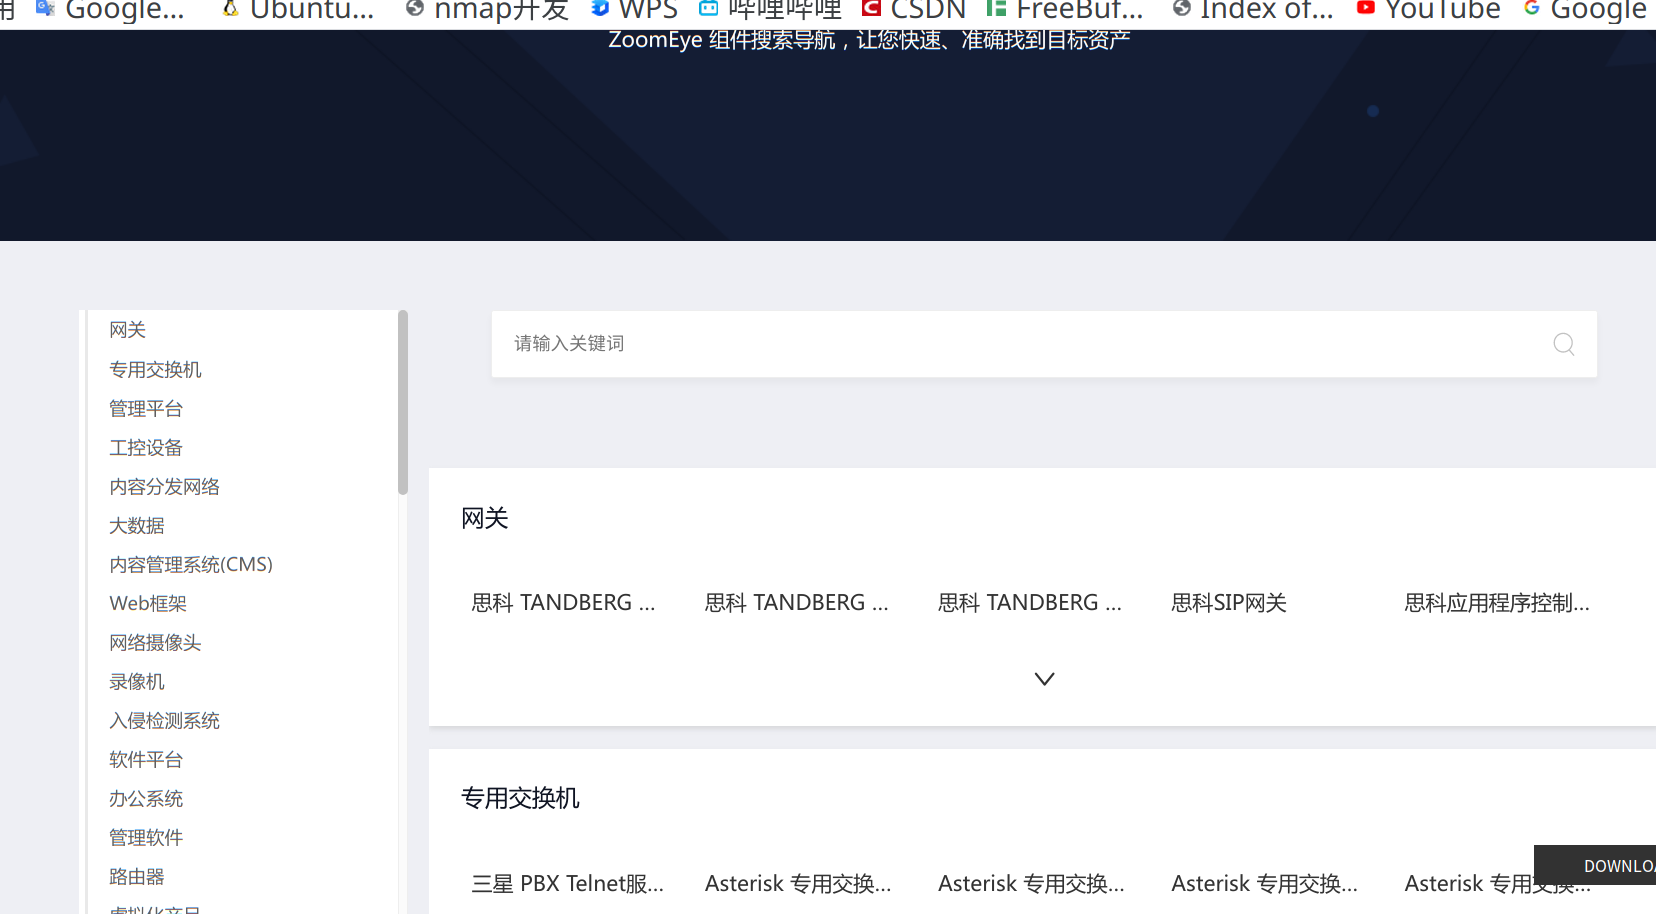 用 Google... Ubuntu... nmap开发 WPS 哔哩哔哩 CSDN FreeBuf... Index of... YouTube Google
ZoomEye 组件搜索导航，让您快速、准确找到目标资产
网关
专用交换机
管理平台
工控设备
内容分发网络
大数据
内容管理系统(CMS)
Web框架
网络摄像头
录像机
入侵检测系统
软件平台
办公系统
管理软件
路由器
虚拟化产品
请输入关键词
网关
思科 TANDBERG ... 思科 TANDBERG ... 思科 TANDBERG ... 思科SIP网关 思科应用程序控制...
专用交换机
三星 PBX Telnet服... Asterisk 专用交换... Asterisk 专用交换... Asterisk 专用交换... Asterisk 专用交换...
DOWNLOA